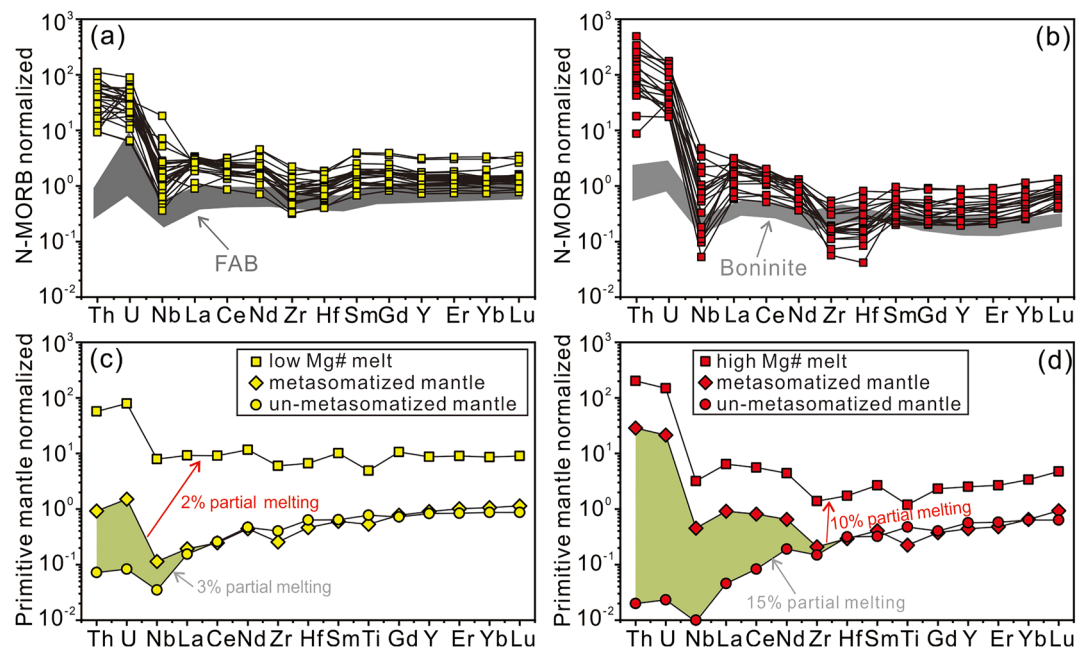 (a)
N-MORB normalized
10³
10²
10¹
10⁰
10⁻¹
10⁻²
FAB
Th U Nb La Ce Nd Zr Hf Sm Gd Y Er Yb Lu
(b)
N-MORB normalized
10³
10²
10¹
10⁰
10⁻¹
10⁻²
Boninite
Th U Nb La Ce Nd Zr Hf Sm Gd Y Er Yb Lu
(c)
Primitive mantle normalized
10³
10²
10¹
10⁰
10⁻¹
10⁻²
low Mg# melt
metasomatized mantle
un-metasomatized mantle
2% partial melting
3% partial melting
Th U Nb La Ce Nd Zr Hf Sm Ti Gd Y Er Yb Lu
(d)
Primitive mantle normalized
10³
10²
10¹
10⁰
10⁻¹
10⁻²
high Mg# melt
metasomatized mantle
un-metasomatized mantle
10% partial melting
15% partial melting
Th U Nb La Ce Nd Zr Hf Sm Ti Gd Y Er Yb Lu